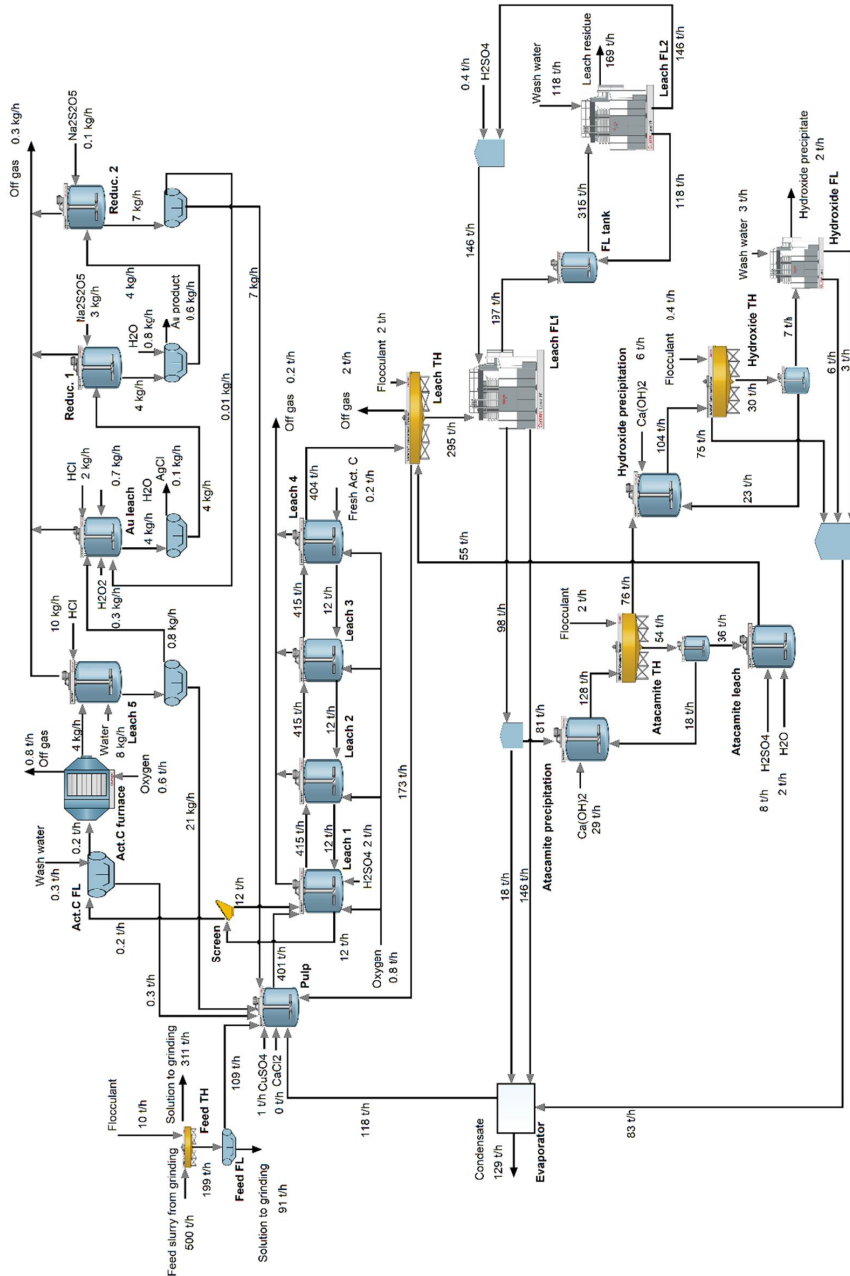 Feed slurry from grinding
500 t/h
Flocculant
10 t/h
Solution to grinding
311 t/h
Feed TH
199 t/h
Feed FL
Solution to grinding
91 t/h
109 t/h
1 t/h CuSO4
CaCl2
0 t/h
Pulp
401 t/h
118 t/h
Condensate
129 t/h
Evaporator
Wash water
0.3 t/h
Act.C FL
0.2 t/h
0.2 t/h
0.3 t/h
0.8 t/h
Off gas
Act.C furnace
Oxygen
0.6 t/h
4 kg/h
10 kg/h
HCl
Water
8 kg/h
Leach 5
21 kg/h
0.8 kg/h
HCl
2 kg/h
Au leach
0.7 kg/h
H2O2
0.3 kg/h
4 kg/h
H2O
AgCl
0.1 kg/h
4 kg/h
Reduc. 1
Na2S2O5
3 kg/h
4 kg/h
H2O
0.8 kg/h
Au product
0.6 kg/h
4 kg/h
Reduc. 2
Na2S2O5
0.1 kg/h
7 kg/h
Off gas
0.3 kg/h
0.01 kg/h
7 kg/h
Screen
12 t/h
12 t/h
Oxygen
0.8 t/h
Leach 1
H2SO4 2 t/h
415 t/h
12 t/h
Leach 2
415 t/h
12 t/h
Leach 3
415 t/h
12 t/h
Leach 4
Fresh Act. C
0.2 t/h
404 t/h
Off gas 0.2 t/h
173 t/h
Off gas
2 t/h
Flocculant 2 t/h
Leach TH
295 t/h
55 t/h
Leach FL1
146 t/h
0.4 t/h
H2SO4
197 t/h
FL tank
315 t/h
Wash water
118 t/h
Leach residue
169 t/h
Leach FL2
146 t/h
118 t/h
98 t/h
18 t/h
146 t/h
81 t/h
Atacamite precipitation
Ca(OH)2
29 t/h
128 t/h
Flocculant
2 t/h
Atacamite TH
76 t/h
54 t/h
18 t/h
36 t/h
Atacamite leach
H2SO4
8 t/h
H2O
2 t/h
Hydroxide precipitation
Ca(OH)2
6 t/h
104 t/h
Flocculant
0.4 t/h
Hydroxide TH
75 t/h
30 t/h
23 t/h
7 t/h
Wash water 3 t/h
Hydroxide precipitate
2 t/h
Hydroxide FL
6 t/h
3 t/h
83 t/h